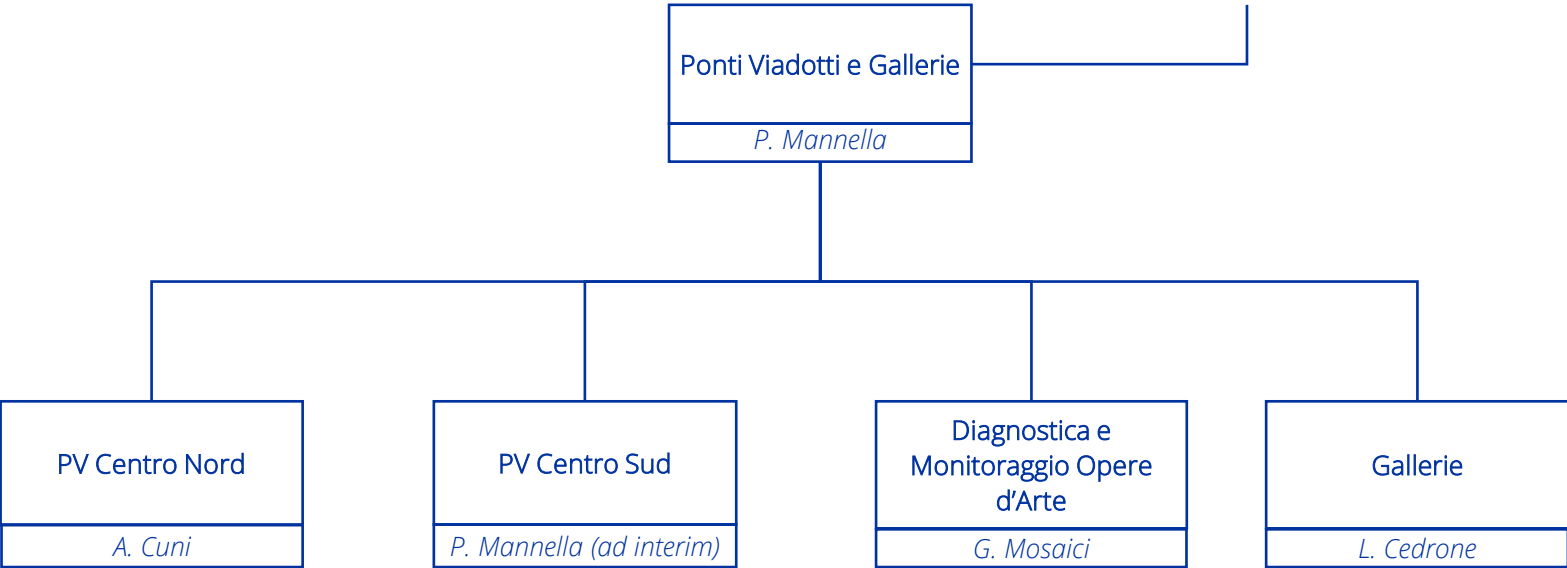 Ponti Viadotti e Gallerie
P. Mannella
PV Centro Nord
A. Cuni
PV Centro Sud
P. Mannella (ad interim)
Diagnostica e
Monitoraggio Opere
d’Arte
G. Mosaici
Gallerie
L. Cedrone